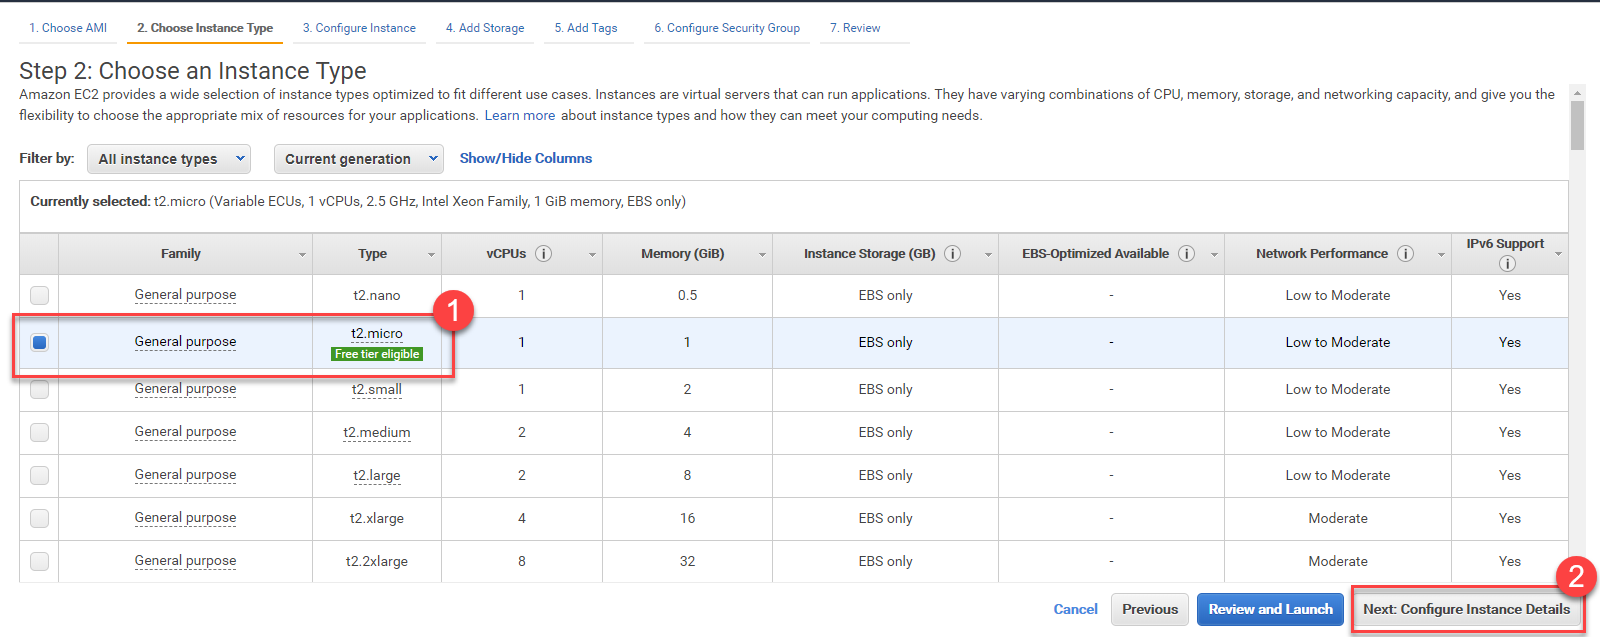 1. Choose AMI 2. Choose Instance Type 3. Configure Instance 4. Add Storage 5. Add Tags 6. Configure Security Group 7. Review
Step 2: Choose an Instance Type
Amazon EC2 provides a wide selection of instance types optimized to fit different use cases. Instances are virtual servers that can run applications. They have varying combinations of CPU, memory, storage, and networking capacity, and give you the
flexibility to choose the appropriate mix of resources for your applications. Learn more about instance types and how they can meet your computing needs.
Filter by: All instance types Current generation Show/Hide Columns
Currently selected: t2.micro (Variable ECUs, 1 vCPUs, 2.5 GHz, Intel Xeon Family, 1 GiB memory, EBS only)
Family Type vCPUs i Memory (GiB) Instance Storage (GB) i EBS-Optimized Available i Network Performance i IPv6 Support i
General purpose t2.nano 1 0.5 EBS only - Low to Moderate Yes
1
General purpose t2.micro 1 1 EBS only - Low to Moderate Yes
Free tier eligible
General purpose t2.small 1 2 EBS only - Low to Moderate Yes
General purpose t2.medium 2 4 EBS only - Low to Moderate Yes
General purpose t2.large 2 8 EBS only - Low to Moderate Yes
General purpose t2.xlarge 4 16 EBS only - Moderate Yes
General purpose t2.2xlarge 8 32 EBS only - Moderate Yes
2
Cancel Previous Review and Launch Next: Configure Instance Details